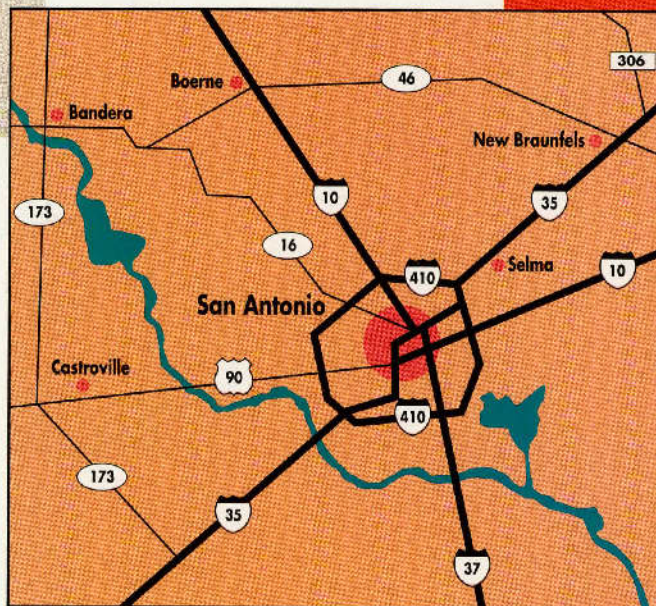 306
Boerne
46
Bandera
New Braunfels
10
35
173
16
410
Selma
10
San Antonio
Castroville
90
410
173
35
37